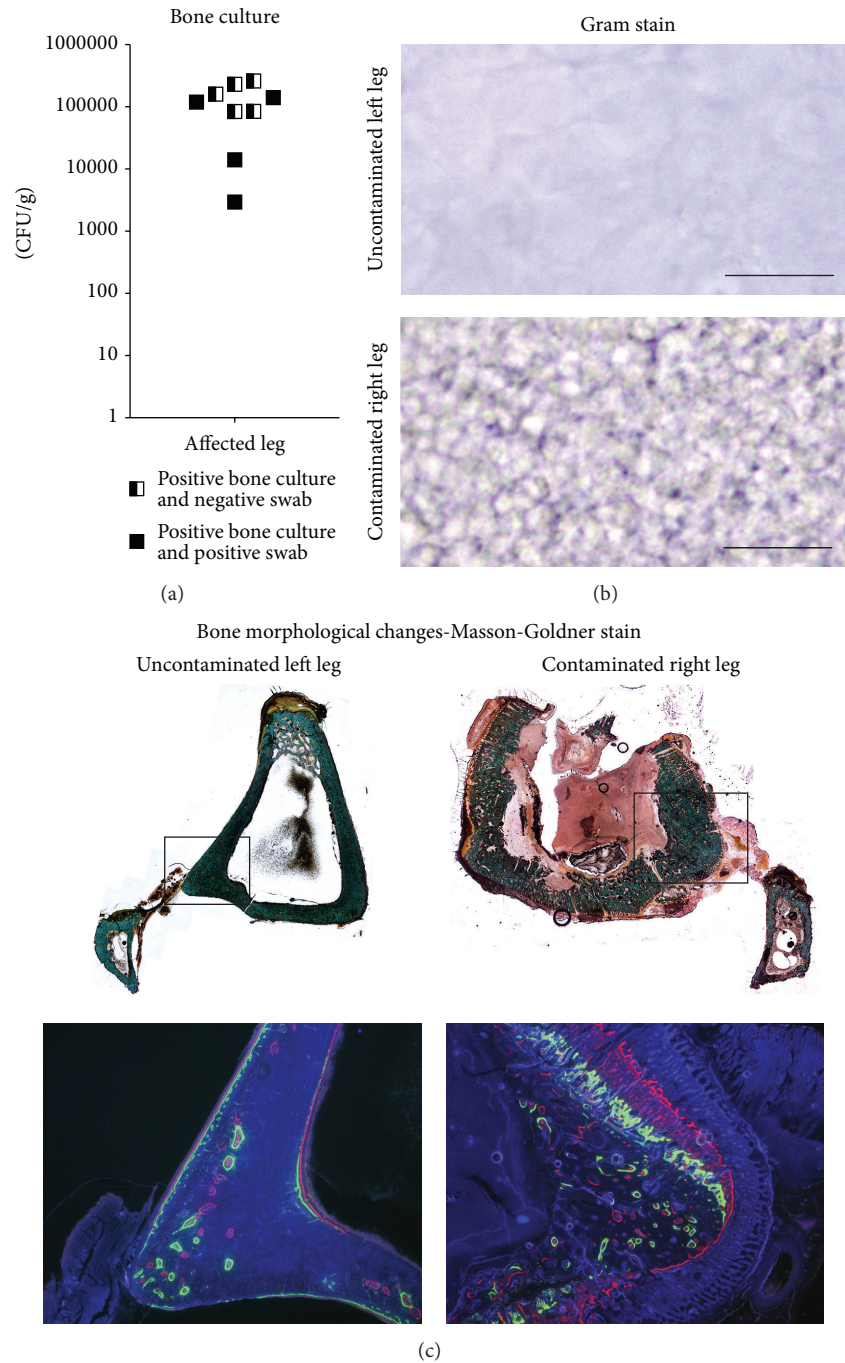 Bone culture
1000000
100000
10000
1000
100
10
1
((CFU/g)
Affected leg
Positive bone culture
and negative swab
Positive bone culture
and positive swab
(a)
Gram stain
Uncontaminated left leg
Contaminated right leg
(b)
Bone morphological changes-Masson-Goldner stain
Uncontaminated left leg
Contaminated right leg
(c)